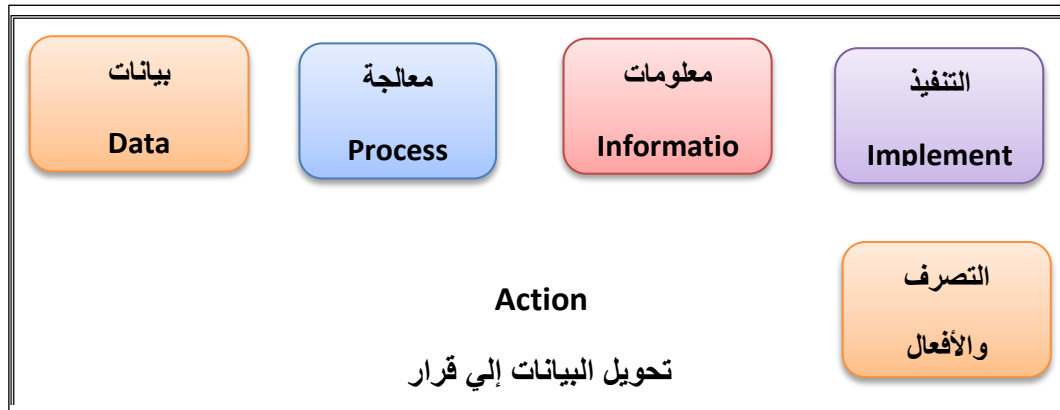 بيانات
Data
معالجة
Process
معلومات
Informatio
التنفيذ
Implement
التصرف
والأفعال
Action
تحويل البيانات إلي قرار